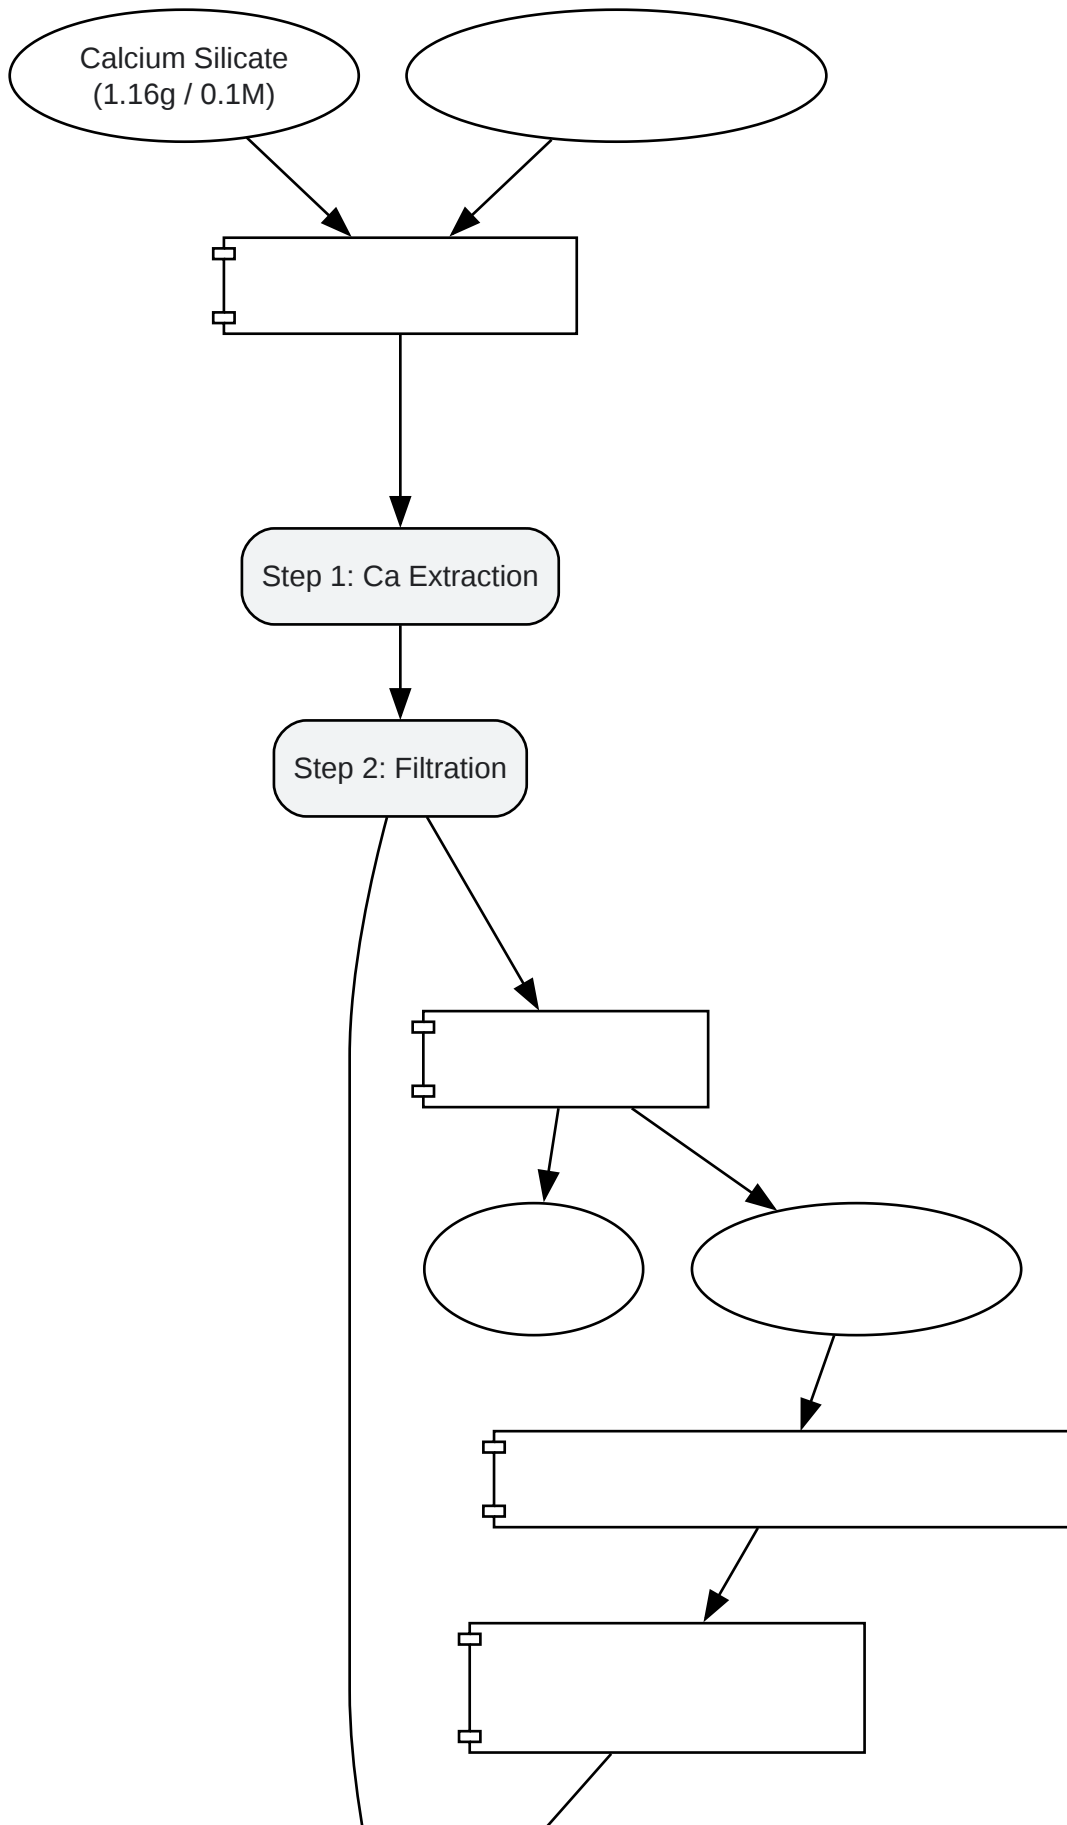 Calcium Silicate
(1.16g / 0.1M)
Step 1: Ca Extraction
Step 2: Filtration